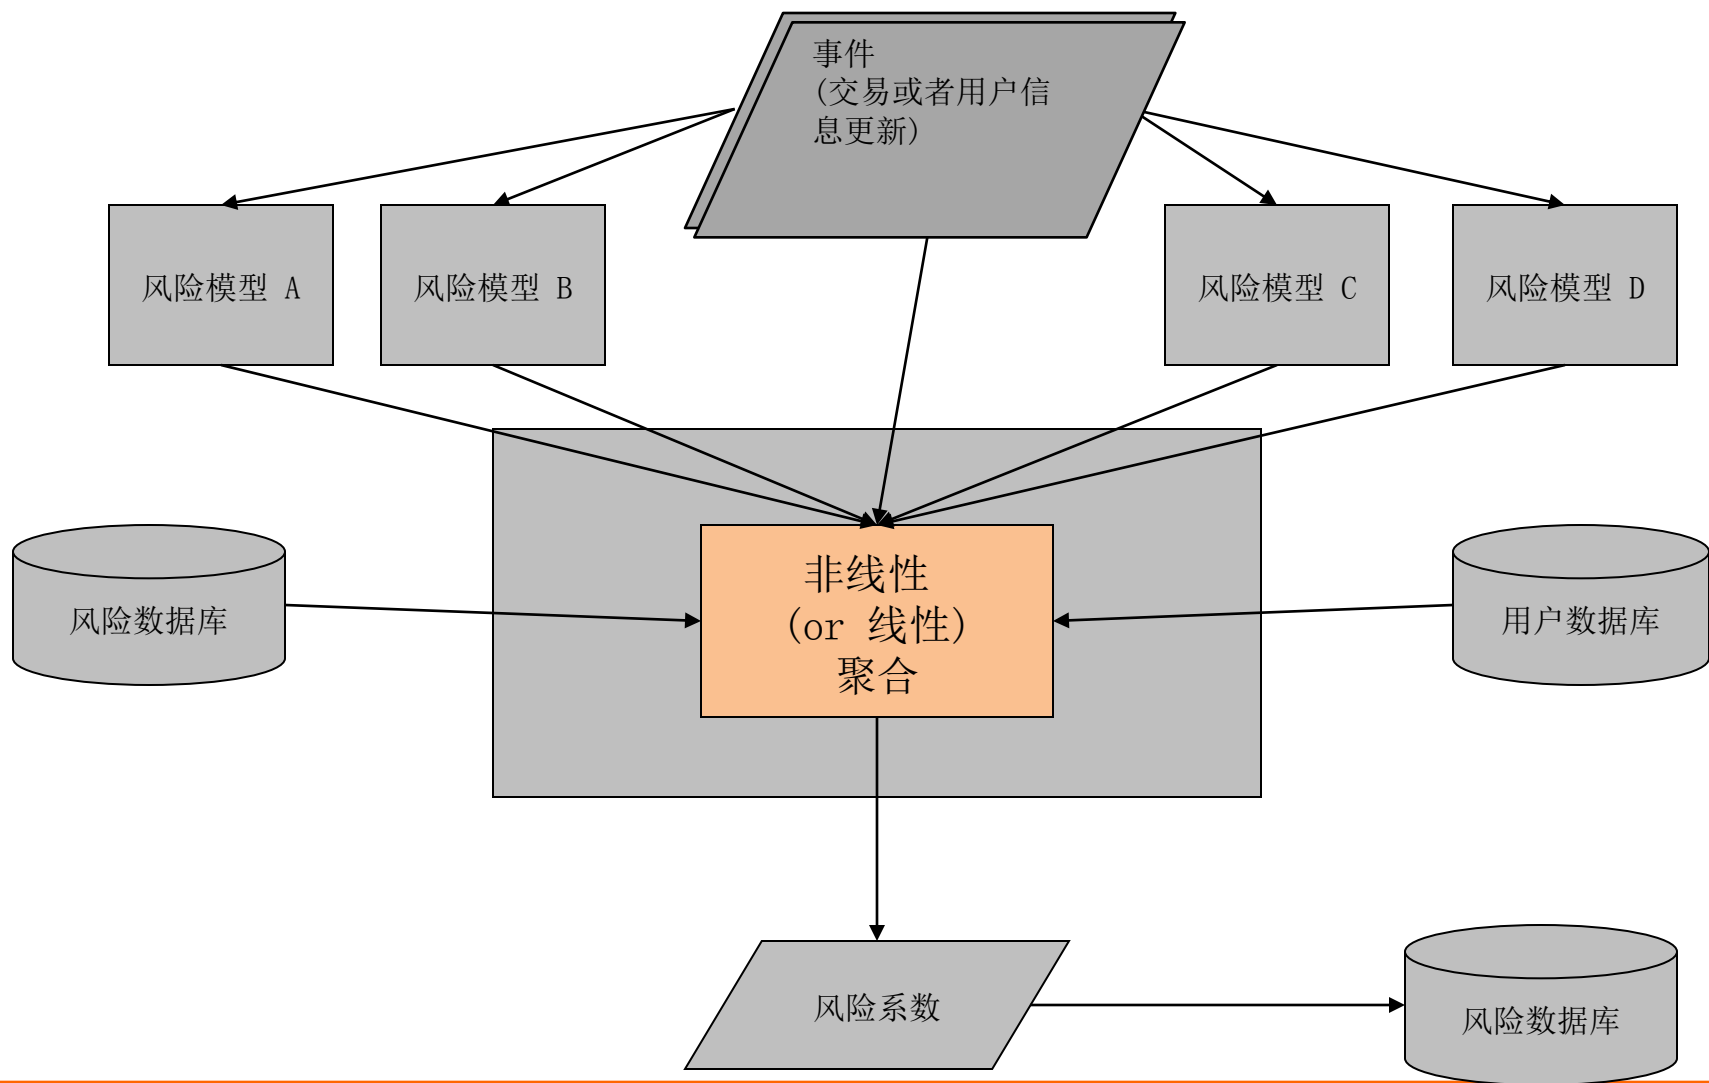 事件
(交易或者用户信
息更新)
风险模型 A
风险模型 B
风险模型 C
风险模型 D
非线性
(or 线性)
聚合
风险数据库
用户数据库
风险系数
风险数据库